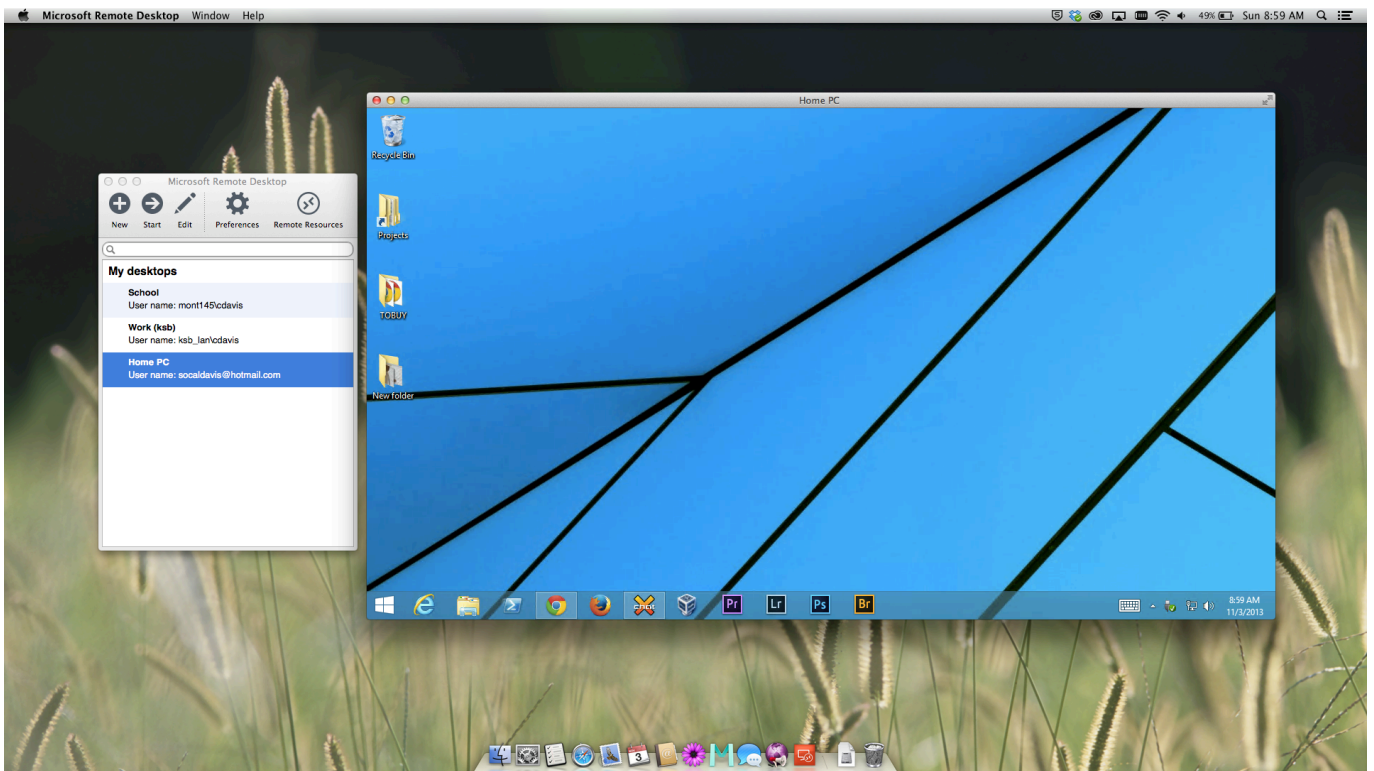 Microsoft Remote Desktop Window Help
49% Sun 8:59 AM
Microsoft Remote Desktop
New Start Edit Preferences Remote Resources
My desktops
School
User name: mont145\cdavis
Work (ksb)
User name: ksb_lan\cdavis
Home PC
User name: socaldavis@hotmail.com
Home PC
Recycle Bin
Projects
TOBUY
New folder
chat
Pr Lr Ps Br
8:59 AM
11/3/2013
3